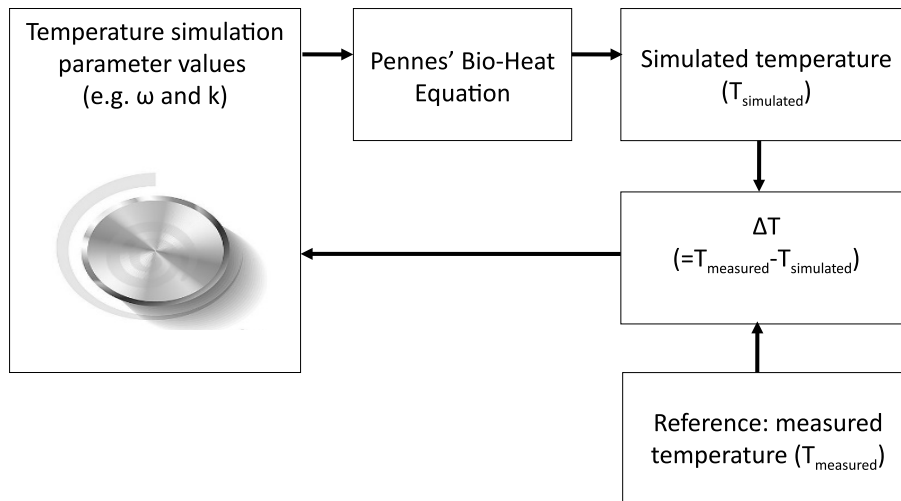 Temperature simulation
parameter values
(e.g. ω and k)
Pennes’ Bio-Heat
Equation
Simulated temperature
(Tsimulated)
ΔT
(=Tmeasured-Tsimulated)
Reference: measured
temperature (Tmeasured)